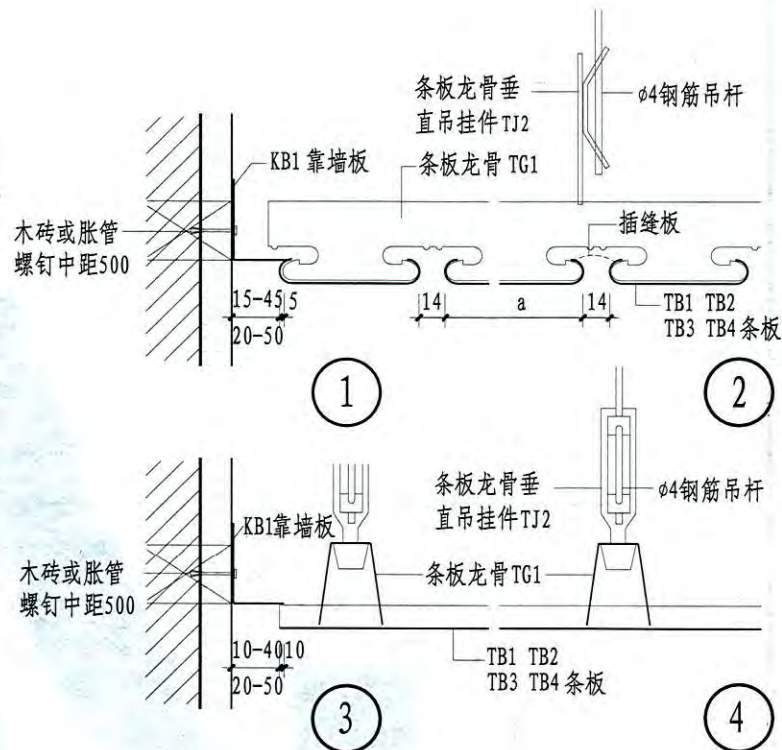 条板龙骨垂
直吊挂件TJ2
ø4钢筋吊杆
KB1 靠墙板
条板龙骨 TG1
木砖或胀管
螺钉中距500
插缝板
15-45 5
20-50
14
a
14
TB1 TB2
TB3 TB4 条板
1
2
条板龙骨垂
直吊挂件TJ2
ø4钢筋吊杆
KB1靠墙板
木砖或胀管
螺钉中距500
条板龙骨TG1
10-40 10
20-50
TB1 TB2
TB3 TB4 条板
3
4